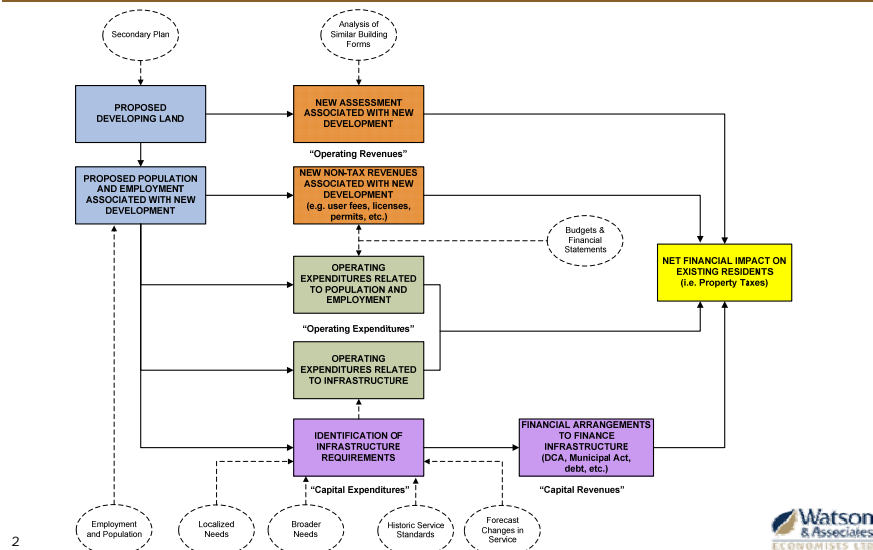 Secondary Plan
Analysis of
Similar Building
Forms
PROPOSED
DEVELOPING LAND
NEW ASSESSMENT
ASSOCIATED WITH NEW
DEVELOPMENT
“Operating Revenues”
PROPOSED POPULATION
AND EMPLOYMENT
ASSOCIATED WITH NEW
DEVELOPMENT
NEW NON-TAX REVENUES
ASSOCIATED WITH NEW
DEVELOPMENT
(e.g. user fees, licenses,
permits, etc.)
Budgets &
Financial
Statements
NET FINANCIAL IMPACT ON
EXISTING RESIDENTS
(i.e. Property Taxes)
OPERATING
EXPENDITURES RELATED
TO POPULATION AND
EMPLOYMENT
“Operating Expenditures”
OPERATING
EXPENDITURES RELATED
TO INFRASTRUCTURE
IDENTIFICATION OF
INFRASTRUCTURE
REQUIREMENTS
FINANCIAL ARRANGEMENTS
TO FINANCE
INFRASTRUCTURE
(DCA, Municipal Act,
debt, etc.)
“Capital Expenditures”
“Capital Revenues”
Employment
and Population
Localized
Needs
Broader
Needs
Historic Service
Standards
Forecast
Changes in
Service
2
Watson
& Associates
ECONOMISTS LTD